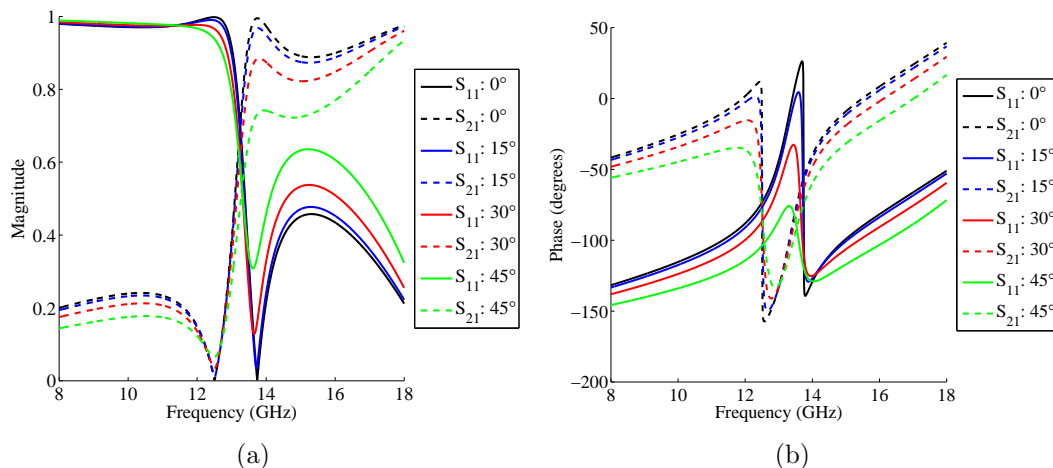 1
0.8
0.6
0.4
0.2
0
Magnitude
8 10 12 14 16 18
Frequency (GHz)
S11: 0°
S21: 0°
S11: 15°
S21: 15°
S11: 30°
S21: 30°
S11: 45°
S21: 45°
(a)
50
0
−50
−100
−150
−200
Phase (degrees)
8 10 12 14 16 18
Frequency (GHz)
S11: 0°
S21: 0°
S11: 15°
S21: 15°
S11: 30°
S21: 30°
S11: 45°
S21: 45°
(b)